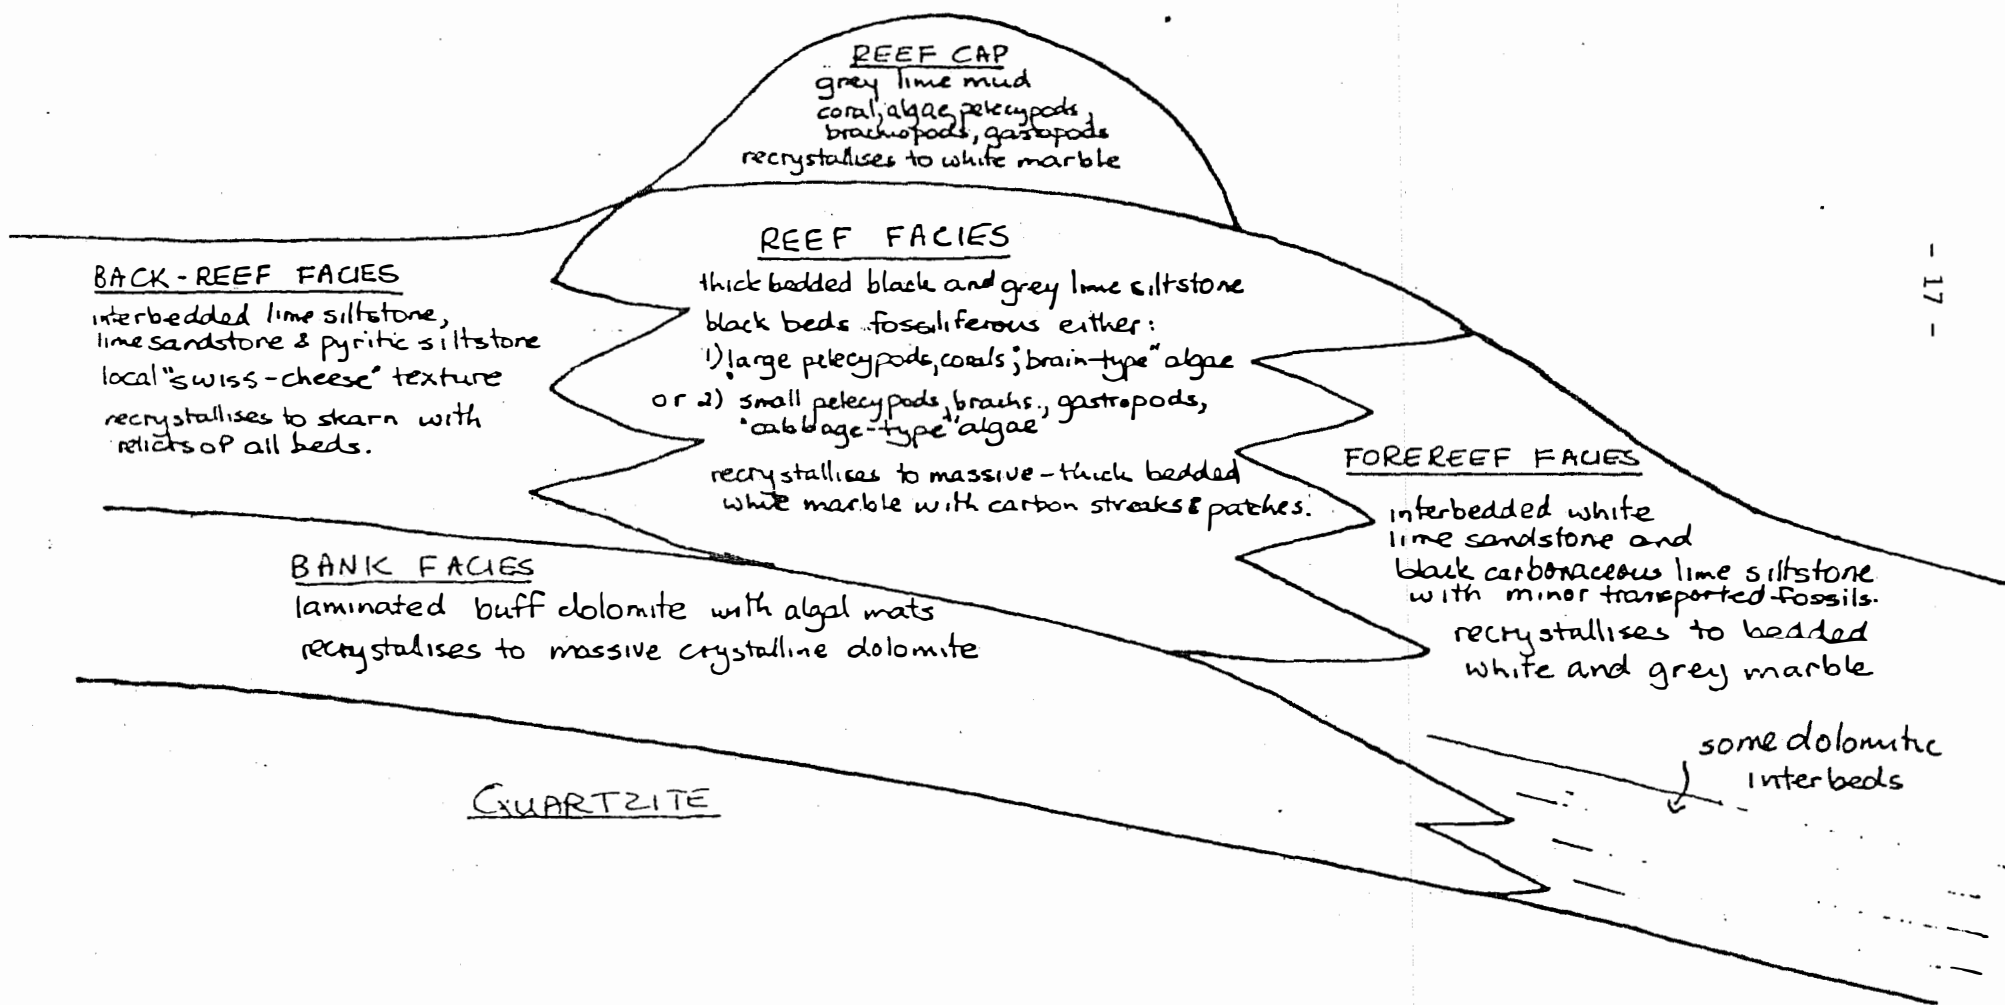 REEF CAP
grey lime mud
coral, algae, pelecypods,
brachiopods, gastopods
recrystallises to white marble
- 17 -
BACK-REEF FACIES
interbedded lime siltstone,
lime sandstone & pyritic siltstone
local "swiss-cheese" texture
recrystallises to skarn with
relicts of all beds.
REEF FACIES
thick bedded black and grey lime siltstone
black beds fossiliferous either:
1) large pelecypods, corals, "brain-type" algae
or 2) small pelecypods, brachs., gastropods,
"cabbage-type" algae
recrystallises to massive-thick bedded
white marble with carbon streaks & patches.
FOREREEF FACIES
interbedded white
lime sandstone and
black carbonaceous lime siltstone
with minor transported fossils.
recrystallises to bedded
white and grey marble
some dolomitic
interbeds
BANK FACIES
laminated buff dolomite with algal mats
recrystalises to massive crystalline dolomite
QUARTZITE